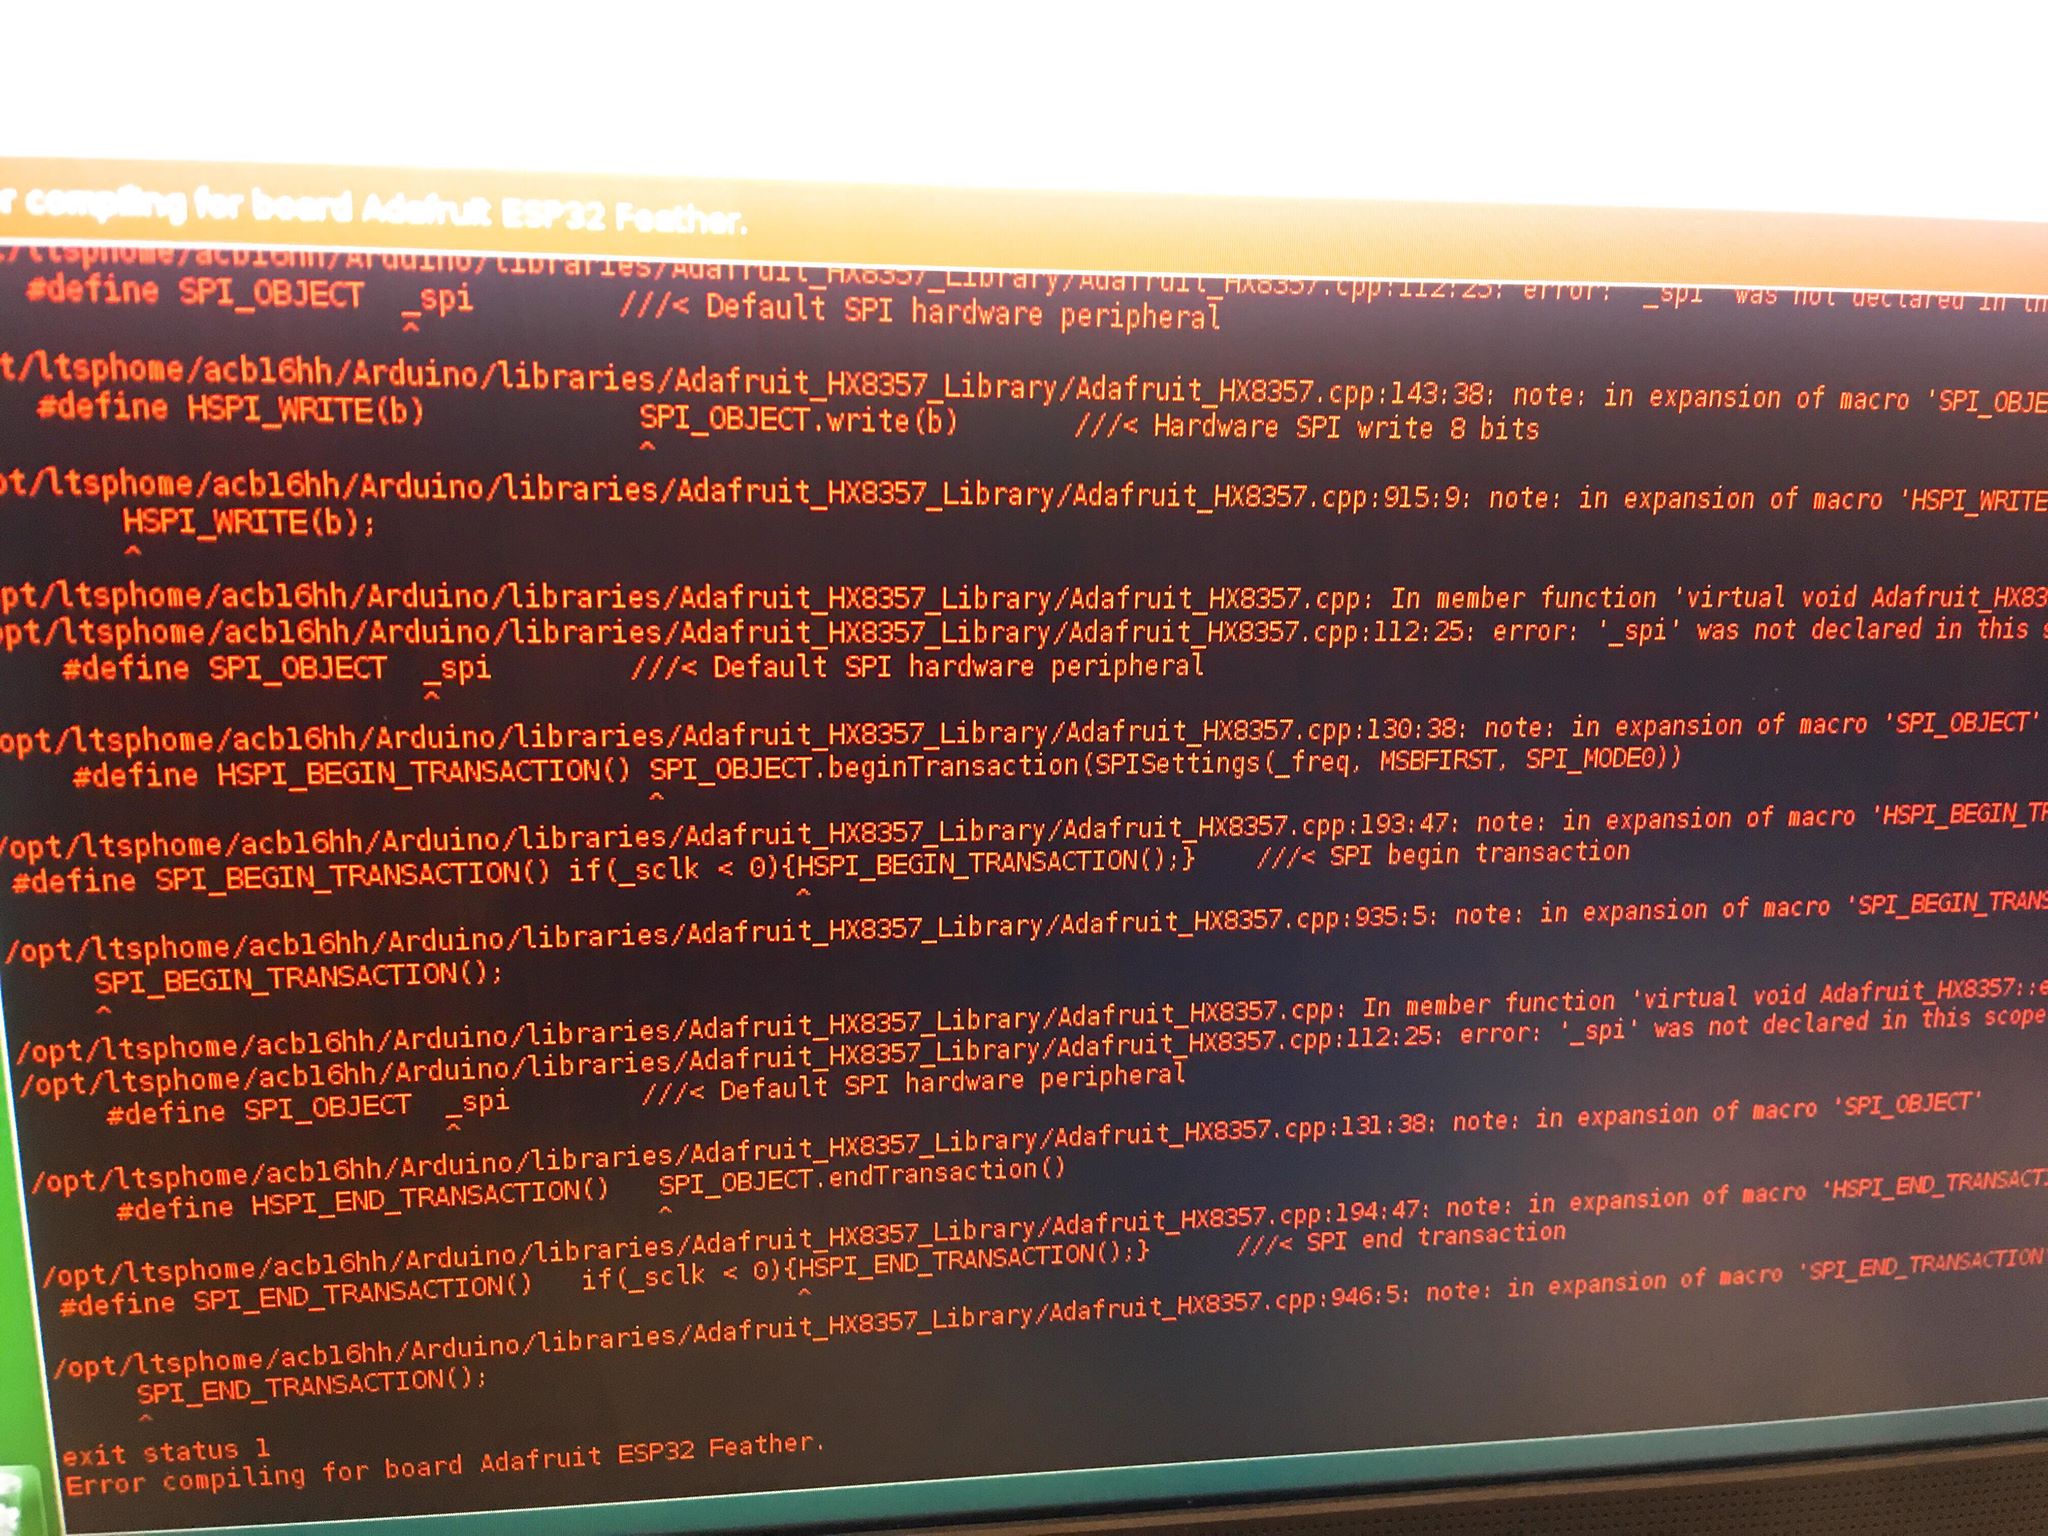 r compiling for board Adafruit ESP32 Feather.
/ltsphome/acb16hh/Arduino/libraries/Adafruit_HX8357_Library/Adafruit_HX8357.cpp:112:25: error: '_spi' was not declared in
#define SPI_OBJECT _spi ///< Default SPI hardware peripheral
^
t/ltsphome/acb16hh/Arduino/libraries/Adafruit_HX8357_Library/Adafruit_HX8357.cpp:143:38: note: in expansion of macro 'SPI_OBJE
#define HSPI_WRITE(b) SPI_OBJECT.write(b) ///< Hardware SPI write 8 bits
^
pt/ltsphome/acb16hh/Arduino/libraries/Adafruit_HX8357_Library/Adafruit_HX8357.cpp:915:9: note: in expansion of macro 'HSPI_WRITE
HSPI_WRITE(b);
^
pt/ltsphome/acb16hh/Arduino/libraries/Adafruit_HX8357_Library/Adafruit_HX8357.cpp: In member function 'virtual void Adafruit_HX83
opt/ltsphome/acb16hh/Arduino/libraries/Adafruit_HX8357_Library/Adafruit_HX8357.cpp:112:25: error: '_spi' was not declared in this s
#define SPI_OBJECT _spi ///< Default SPI hardware peripheral
^
opt/ltsphome/acb16hh/Arduino/libraries/Adafruit_HX8357_Library/Adafruit_HX8357.cpp:130:38: note: in expansion of macro 'SPI_OBJECT'
#define HSPI_BEGIN_TRANSACTION() SPI_OBJECT.beginTransaction(SPISettings(_freq, MSBFIRST, SPI_MODE0))
^
/opt/ltsphome/acb16hh/Arduino/libraries/Adafruit_HX8357_Library/Adafruit_HX8357.cpp:193:47: note: in expansion of macro 'HSPI_BEGIN_TR
#define SPI_BEGIN_TRANSACTION() if(_sclk < 0){HSPI_BEGIN_TRANSACTION();} ///< SPI begin transaction
^
/opt/ltsphome/acb16hh/Arduino/libraries/Adafruit_HX8357_Library/Adafruit_HX8357.cpp:935:5: note: in expansion of macro 'SPI_BEGIN_TRANS
SPI_BEGIN_TRANSACTION();
^
/opt/ltsphome/acb16hh/Arduino/libraries/Adafruit_HX8357_Library/Adafruit_HX8357.cpp: In member function 'virtual void Adafruit_HX8357::e
/opt/ltsphome/acb16hh/Arduino/libraries/Adafruit_HX8357_Library/Adafruit_HX8357.cpp:112:25: error: '_spi' was not declared in this scope
#define SPI_OBJECT _spi ///< Default SPI hardware peripheral
^
/opt/ltsphome/acb16hh/Arduino/libraries/Adafruit_HX8357_Library/Adafruit_HX8357.cpp:131:38: note: in expansion of macro 'SPI_OBJECT'
#define HSPI_END_TRANSACTION() SPI_OBJECT.endTransaction()
^
/opt/ltsphome/acb16hh/Arduino/libraries/Adafruit_HX8357_Library/Adafruit_HX8357.cpp:194:47: note: in expansion of macro 'HSPI_END_TRANSACTI
#define SPI_END_TRANSACTION() if(_sclk < 0){HSPI_END_TRANSACTION();} ///< SPI end transaction
^
/opt/ltsphome/acb16hh/Arduino/libraries/Adafruit_HX8357_Library/Adafruit_HX8357.cpp:946:5: note: in expansion of macro 'SPI_END_TRANSACTION'
SPI_END_TRANSACTION();
^
exit status 1
Error compiling for board Adafruit ESP32 Feather.